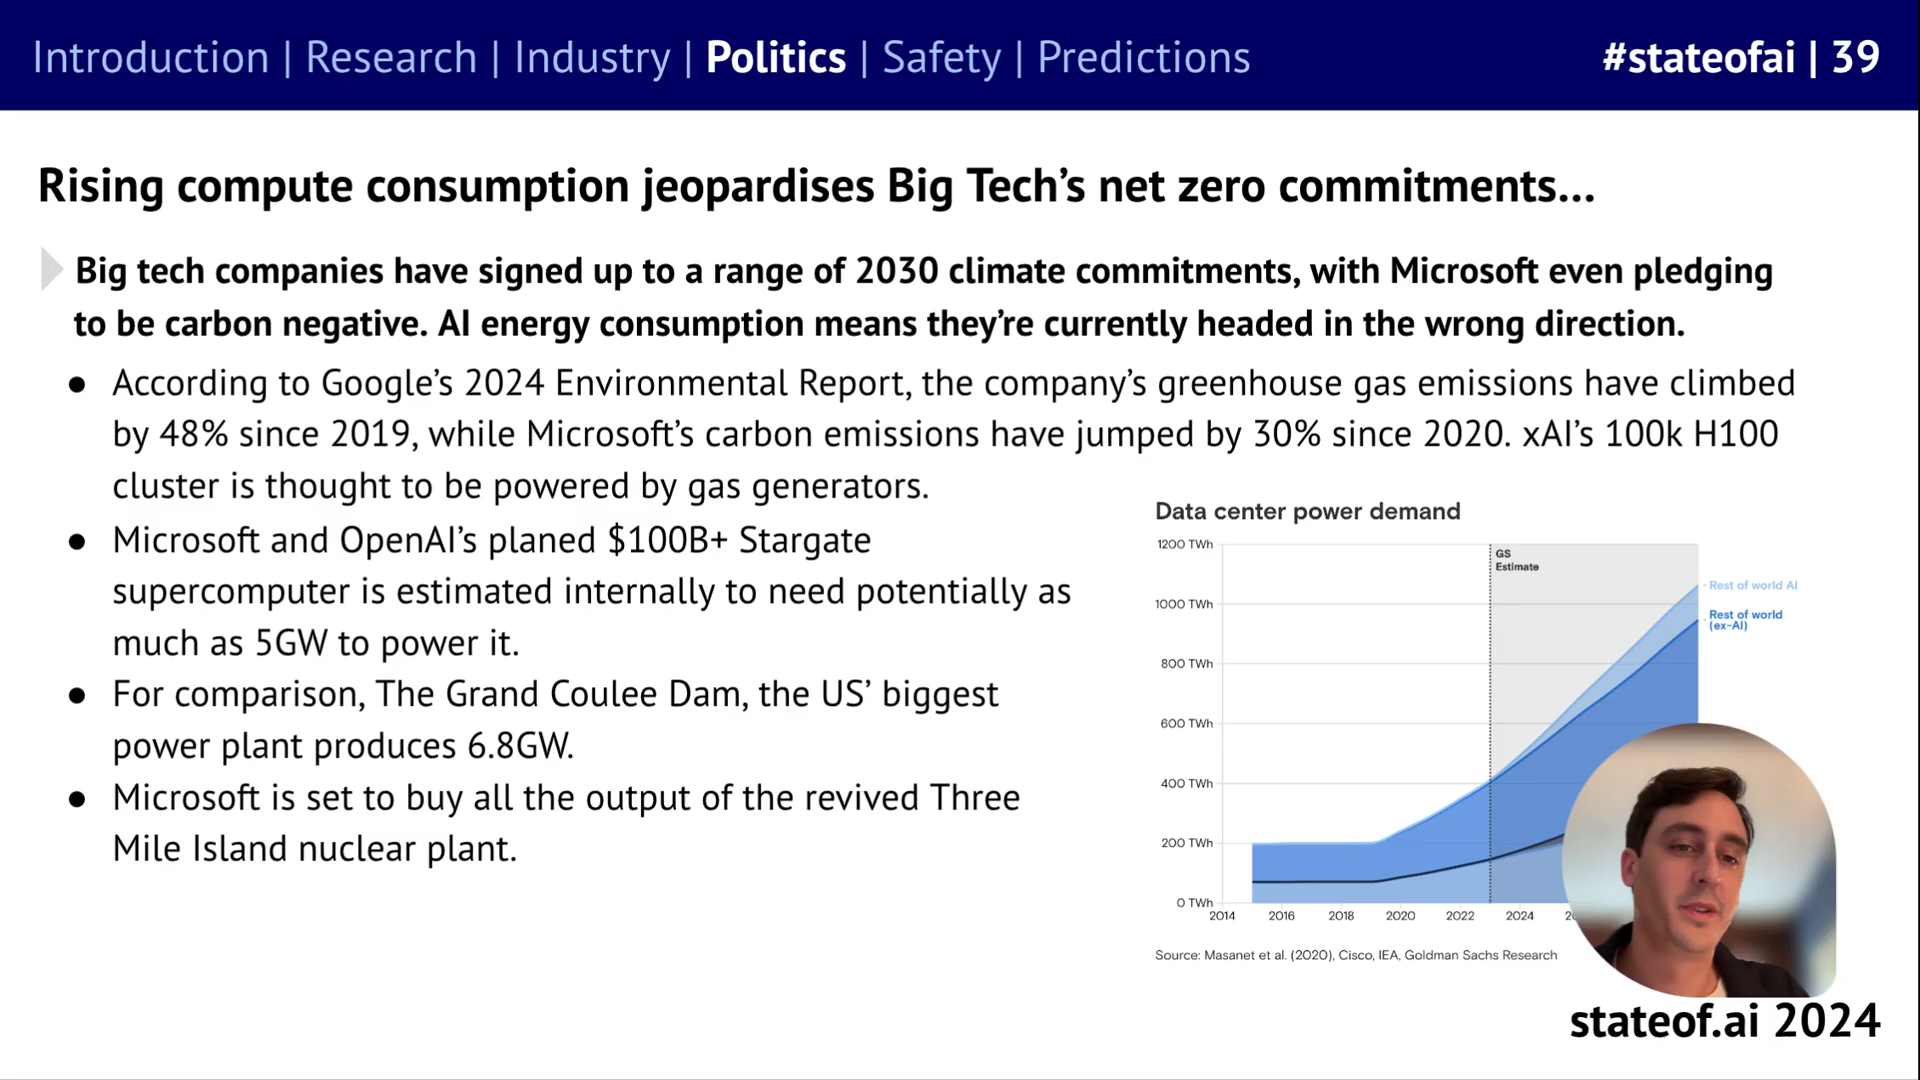 Introduction | Research | Industry | Politics | Safety | Predictions
#stateofai | 39
Rising compute consumption jeopardises Big Tech’s net zero commitments...
Big tech companies have signed up to a range of 2030 climate commitments, with Microsoft even pledging
to be carbon negative. AI energy consumption means they’re currently headed in the wrong direction.
● According to Google’s 2024 Environmental Report, the company’s greenhouse gas emissions have climbed
by 48% since 2019, while Microsoft’s carbon emissions have jumped by 30% since 2020. xAI’s 100k H100
cluster is thought to be powered by gas generators.
● Microsoft and OpenAI’s planed $100B+ Stargate
supercomputer is estimated internally to need potentially as
much as 5GW to power it.
● For comparison, The Grand Coulee Dam, the US’ biggest
power plant produces 6.8GW.
● Microsoft is set to buy all the output of the revived Three
Mile Island nuclear plant.
Data center power demand
1200 TWh
GS
Estimate
Rest of world AI
1000 TWh
Rest of world
(ex-AI)
800 TWh
600 TWh
400 TWh
200 TWh
0 TWh
2014 2016 2018 2020 2022 2024
Source: Masanet et al. (2020), Cisco, IEA, Goldman Sachs Research
stateof.ai 2024